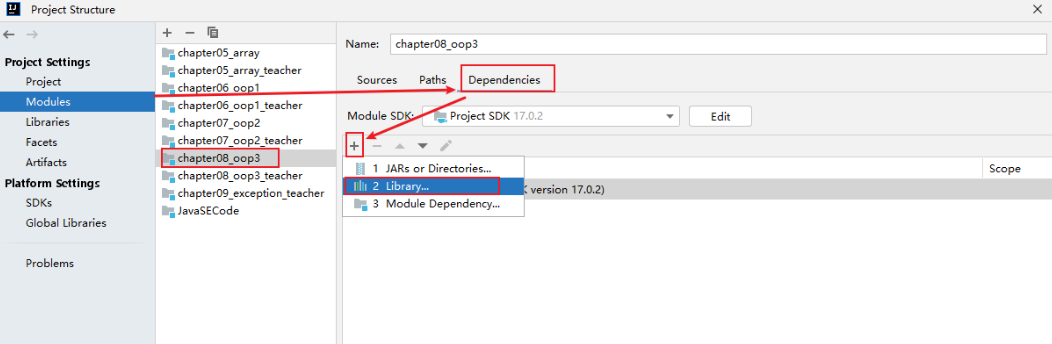 Project Structure
Project Settings
Project
Modules
Libraries
Facets
Artifacts
Platform Settings
SDKs
Global Libraries
Problems
chapter05_array
chapter05_array_teacher
chapter06_oop1
chapter06_oop1_teacher
chapter07_oop2
chapter07_oop2_teacher
chapter08_oop3
chapter08_oop3_teacher
chapter09_exception_teacher
JavaSECode
Name: chapter08_oop3
Sources Paths Dependencies
Module SDK: Project SDK 17.0.2 Edit
Scope
1 JARs or Directories...
2 Library... version 17.0.2)
3 Module Dependency...